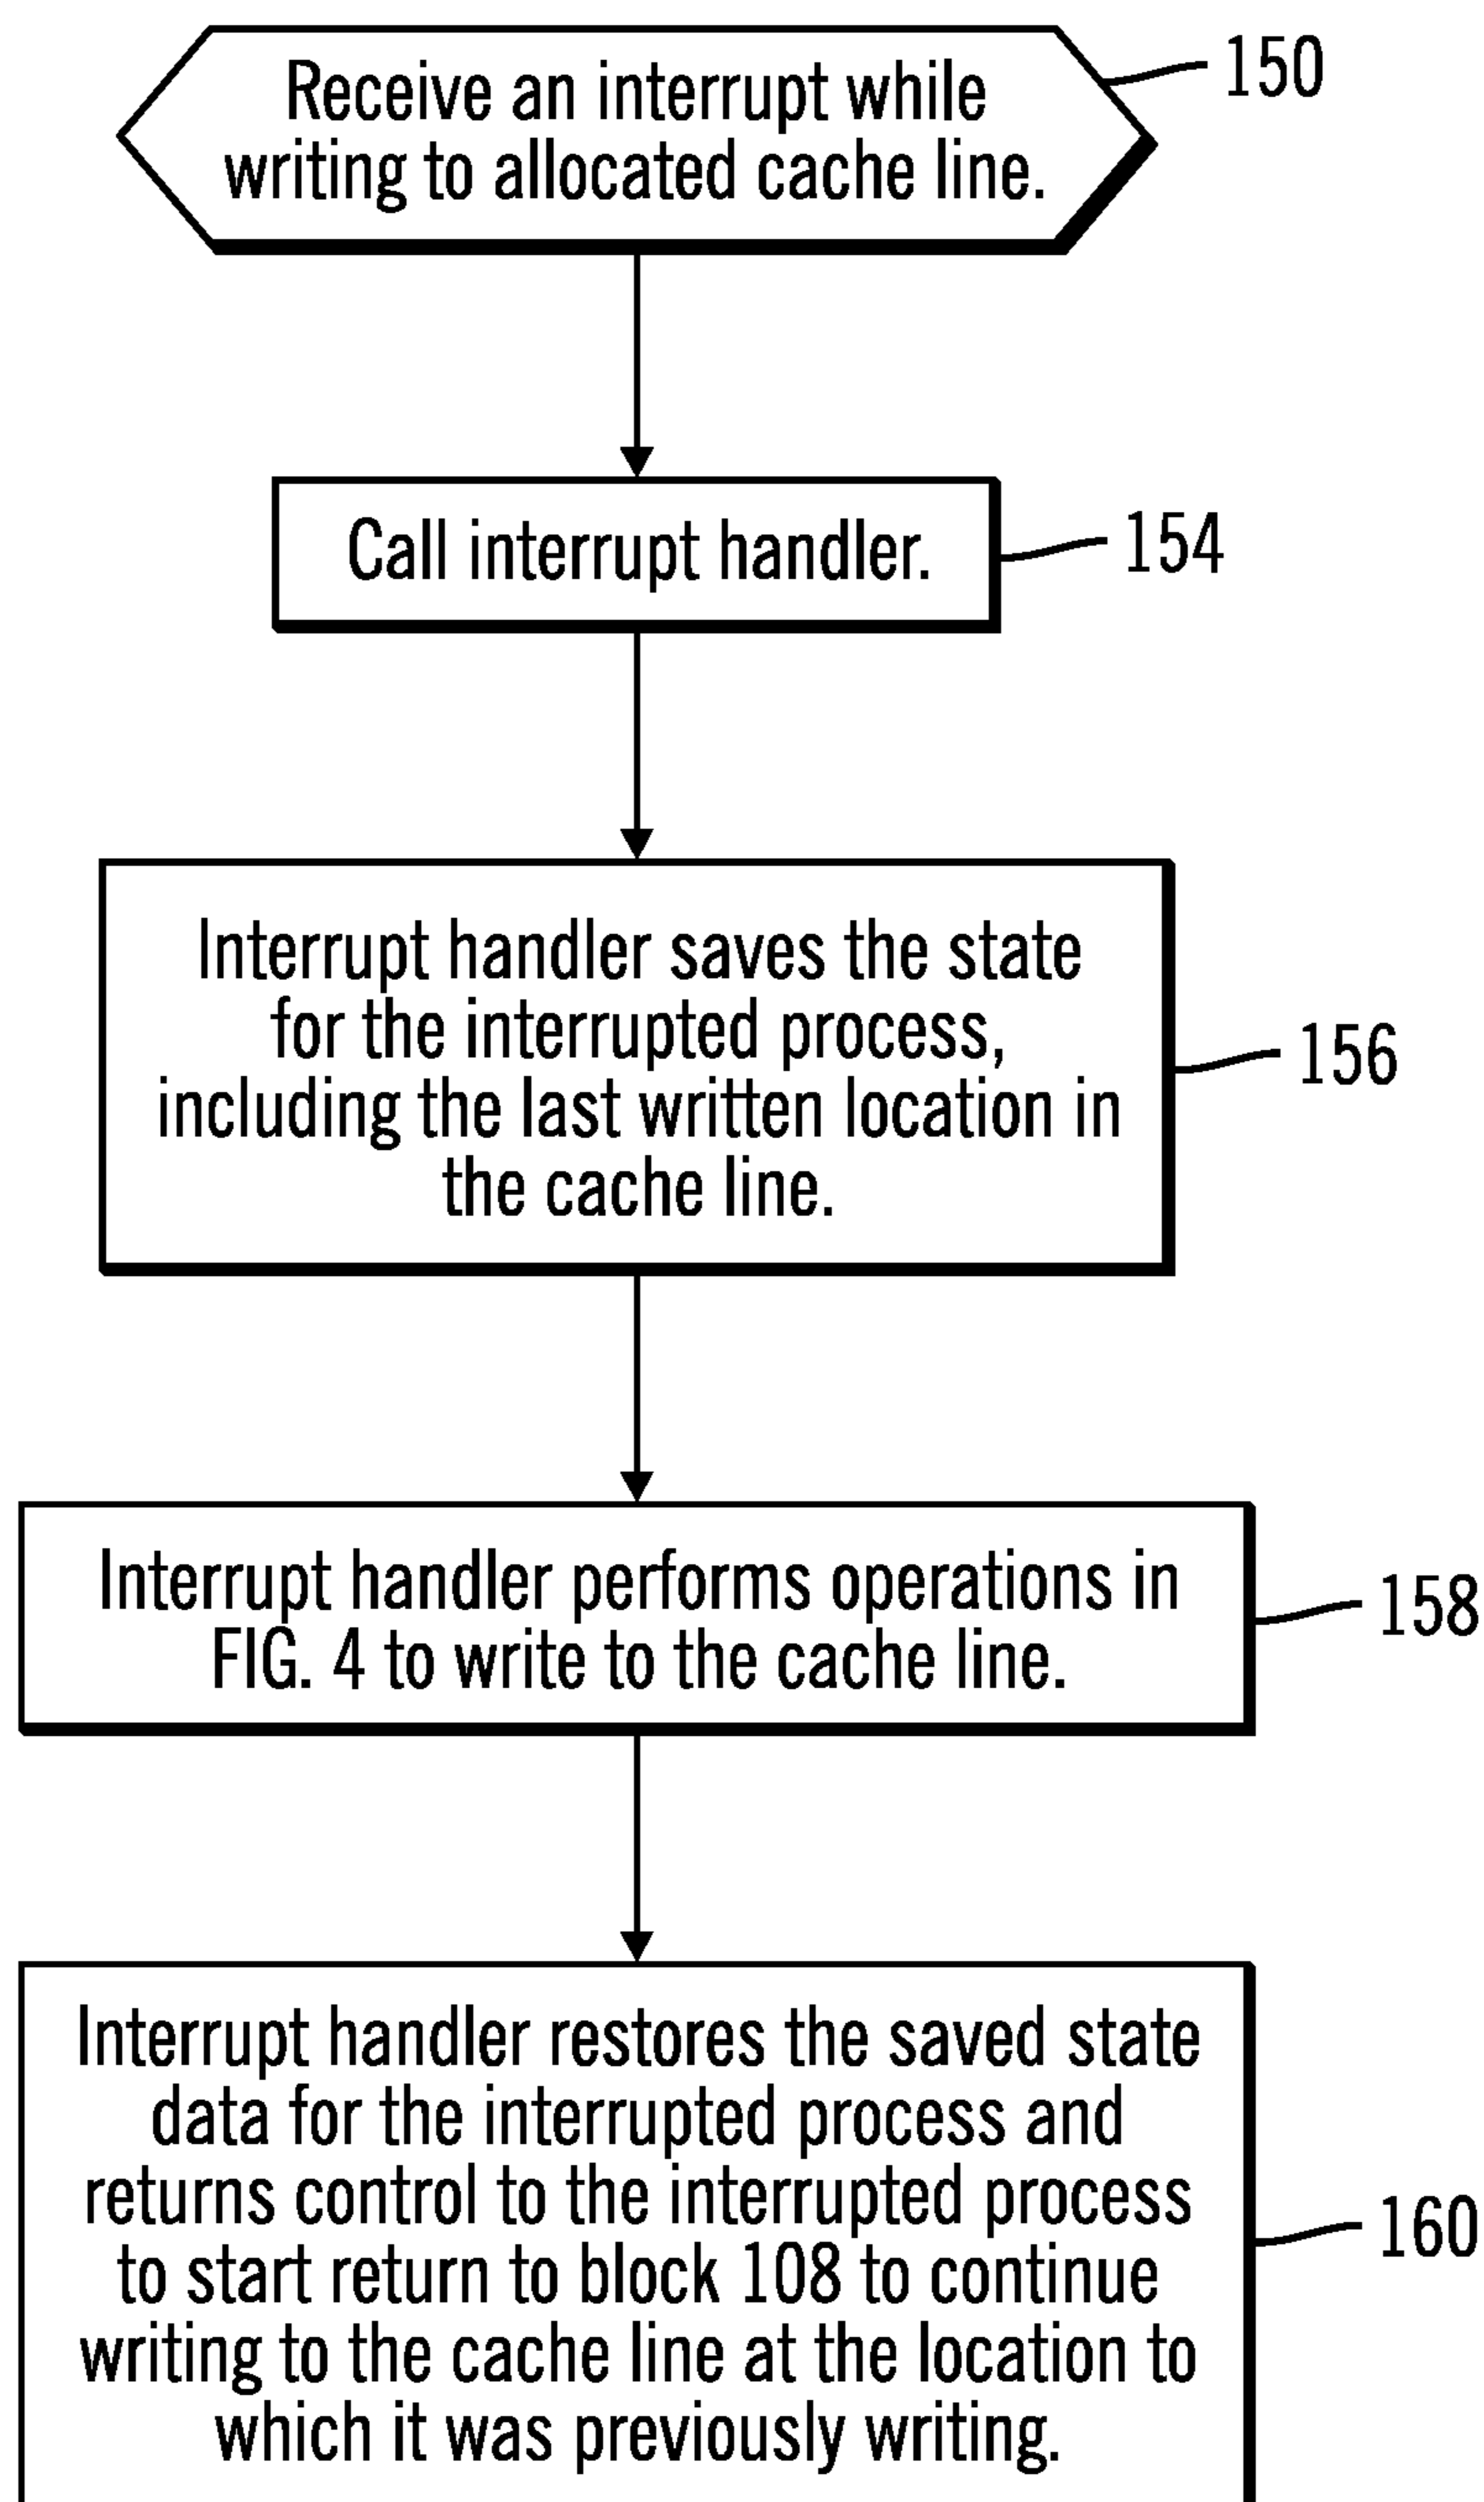 Receive an interrupt while
writing to allocated cache line.
150
Call interrupt handler.
154
Interrupt handler saves the state
for the interrupted process,
including the last written location in
the cache line.
156
Interrupt handler performs operations in
FIG. 4 to write to the cache line.
158
Interrupt handler restores the saved state
data for the interrupted process and
returns control to the interrupted process
to start return to block 108 to continue
writing to the cache line at the location to
which it was previously writing.
160